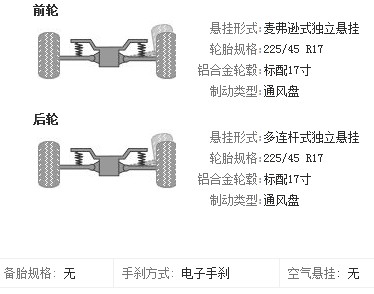 前轮
悬挂形式:麦弗逊式独立悬挂
轮胎规格:225/45 R17
铝合金轮毂:标配17寸
制动类型:通风盘
后轮
悬挂形式:多连杆式独立悬挂
轮胎规格:225/45 R17
铝合金轮毂:标配17寸
制动类型:通风盘
备胎规格: 无 手刹方式: 电子手刹 空气悬挂: 无